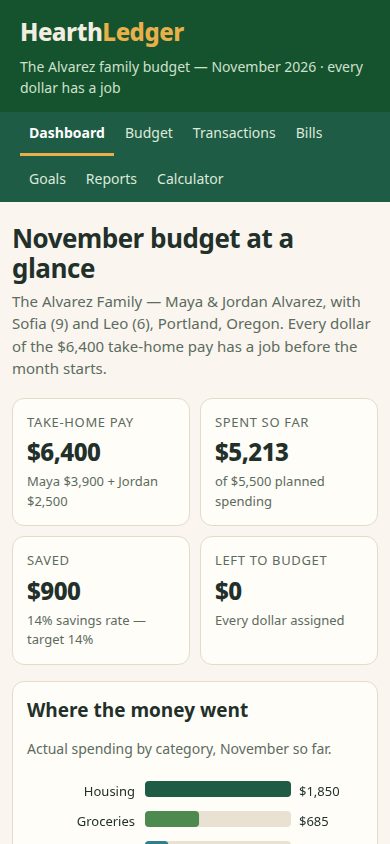 HearthLedger
The Alvarez family budget — November 2026 · every
dollar has a job
Dashboard Budget Transactions Bills
Goals Reports Calculator
November budget at a
glance
The Alvarez Family — Maya & Jordan Alvarez, with
Sofia (9) and Leo (6), Portland, Oregon. Every dollar
of the $6,400 take-home pay has a job before the
month starts.
TAKE-HOME PAY
$6,400
Maya $3,900 + Jordan
$2,500
SPENT SO FAR
$5,213
of $5,500 planned
spending
SAVED
$900
14% savings rate —
target 14%
LEFT TO BUDGET
$0
Every dollar assigned
Where the money went
Actual spending by category, November so far.
Housing $1,850
Groceries $685